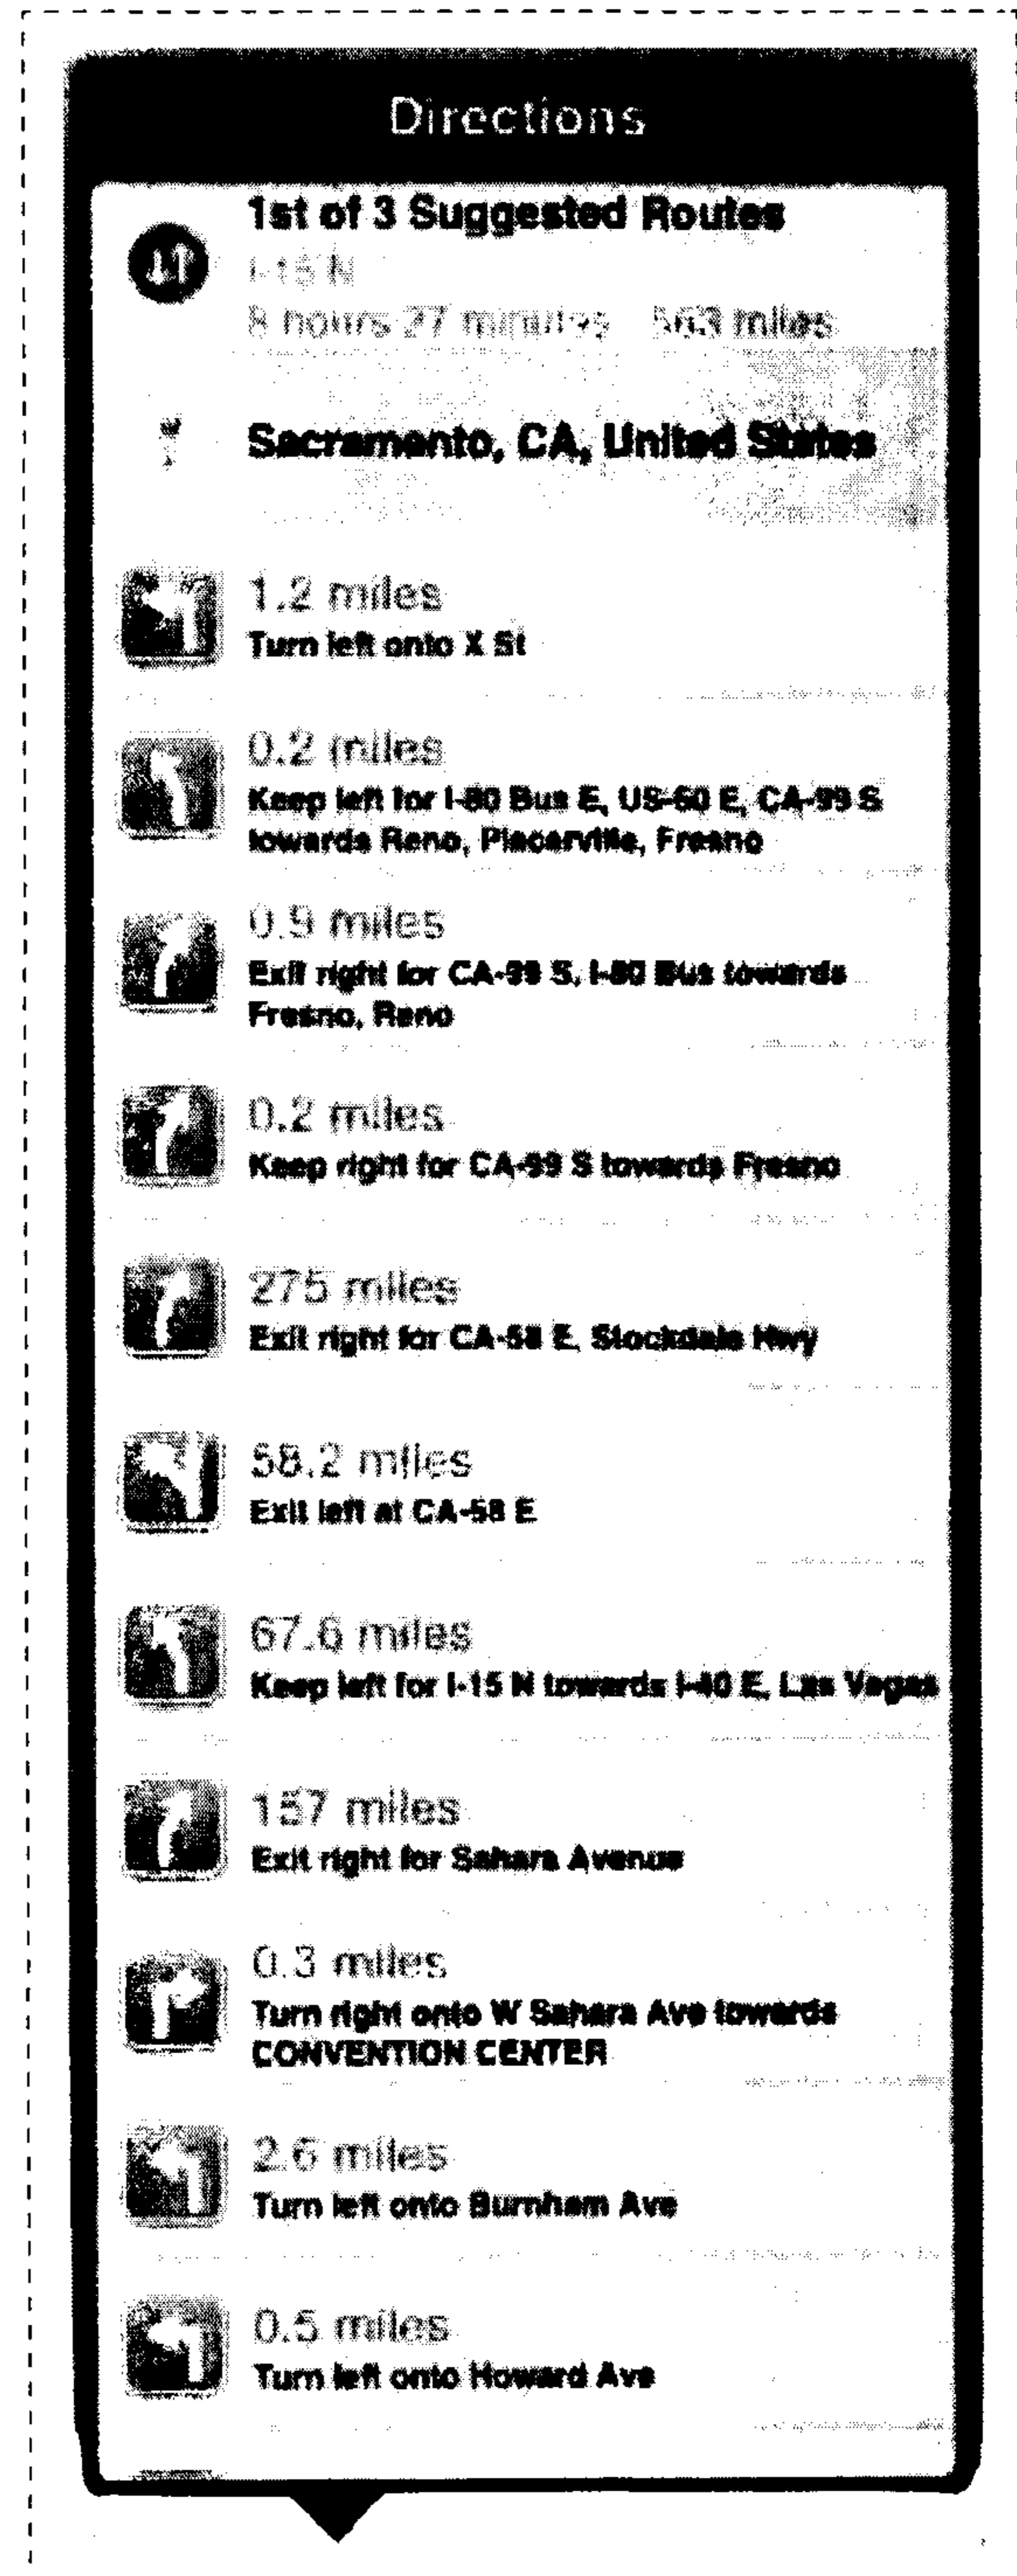 Directions
1st of 3 Suggested Routes
I-15 N
8 hours 27 minutes 563 miles
Sacramento, CA, United States
1.2 miles
Turn left onto X St
0.2 miles
Keep left for I-80 Bus E, US-50 E, CA-99 S
towards Reno, Placerville, Fresno
0.9 miles
Exit right for CA-99 S, I-80 Bus towards
Fresno, Reno
0.2 miles
Keep right for CA-99 S towards Fresno
275 miles
Exit right for CA-58 E, Stockdale Hwy
58.2 miles
Exit left at CA-58 E
67.6 miles
Keep left for I-15 N towards I-40 E, Las Vegas
157 miles
Exit right for Sahara Avenue
0.3 miles
Turn right onto W Sahara Ave towards
CONVENTION CENTER
2.6 miles
Turn left onto Burnham Ave
0.5 miles
Turn left onto Howard Ave